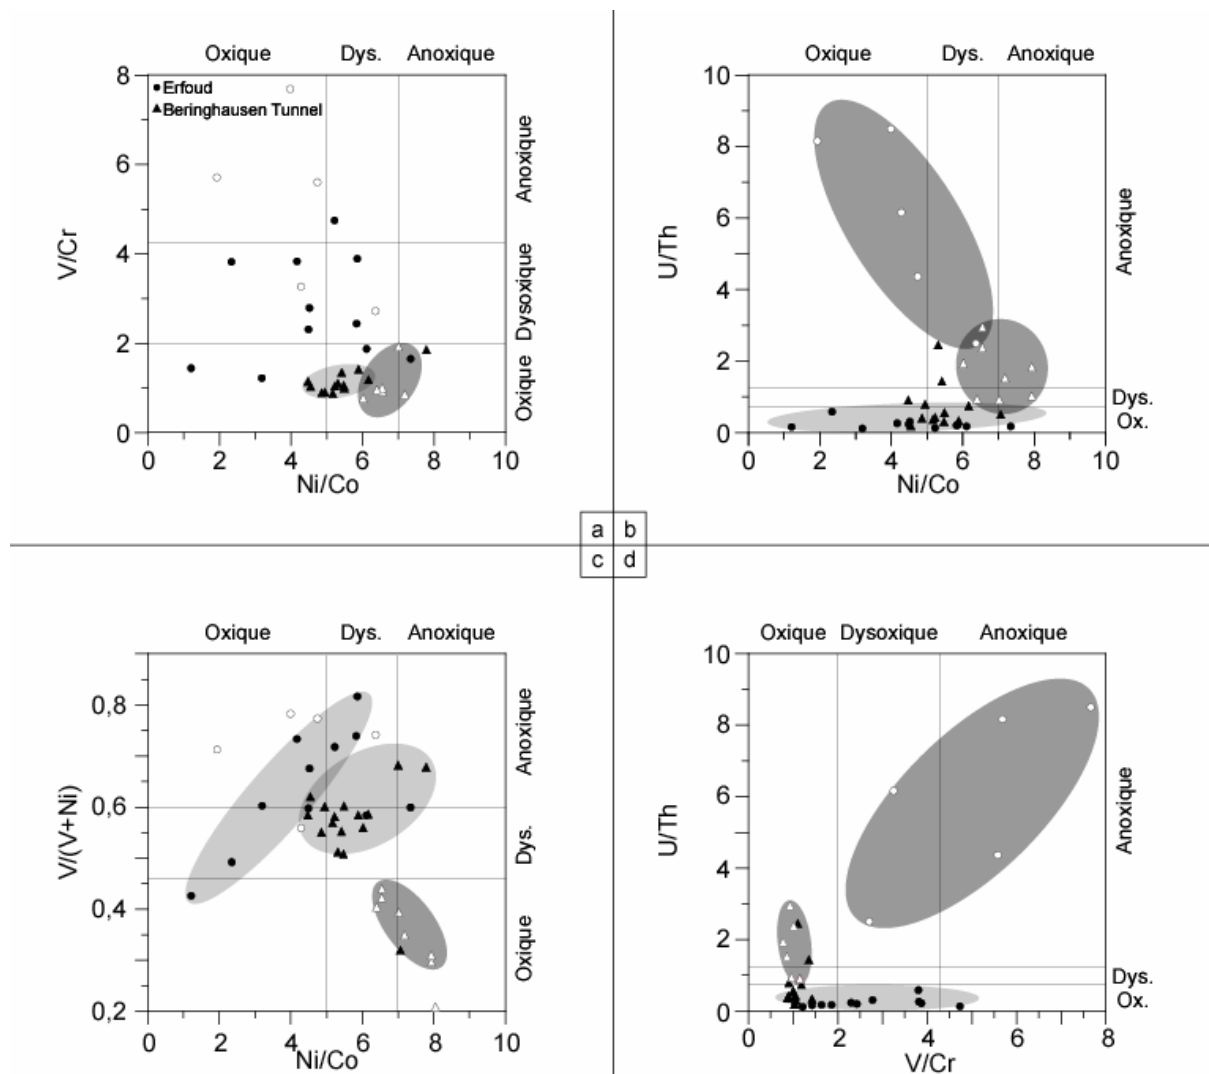 Oxique Dys. Anoxique
8
Erfoud
Beringhausen Tunnel
6
4
2
0
V/Cr
Anoxique
Dysoxique
Oxique
0 2 4 6 8 10
Ni/Co
Oxique Dys. Anoxique
10
8
6
4
2
0
U/Th
Anoxique
Dys.
Ox.
0 2 4 6 8 10
Ni/Co
a b
c d
Oxique Dys. Anoxique
0,8
0,6
0,4
0,2
V/(V+Ni)
Anoxique
Dys.
Oxique
0 2 4 6 8 10
Ni/Co
Oxique Dysoxique Anoxique
10
8
6
4
2
0
U/Th
Anoxique
Dys.
Ox.
0 2 4 6 8
V/Cr